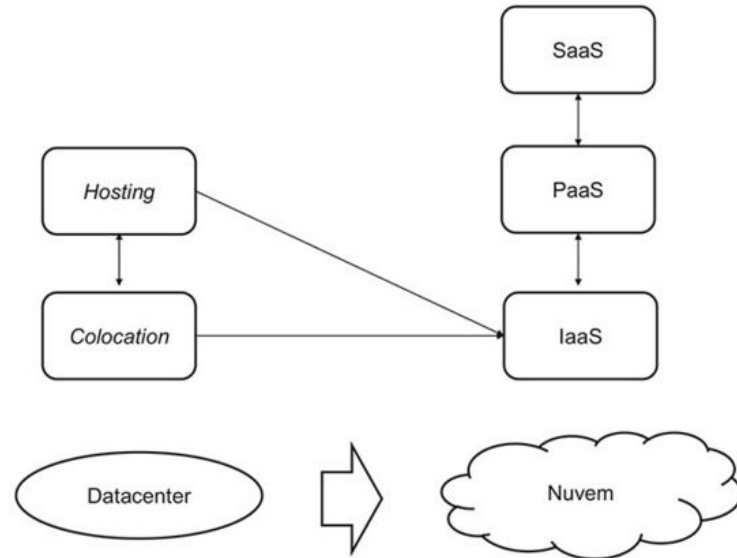 SaaS
Hosting
PaaS
Colocation
IaaS
Datacenter
Nuvem